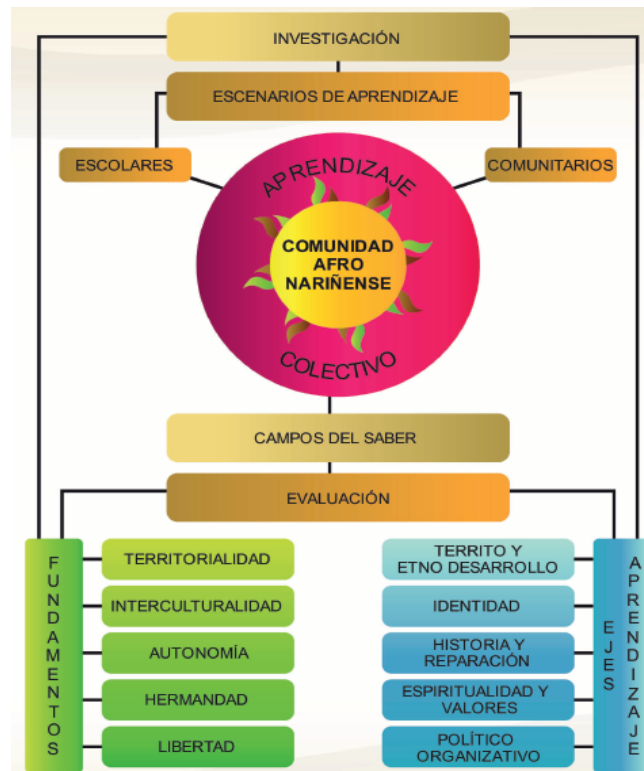 INVESTIGACIÓN
ESCENARIOS DE APRENDIZAJE
ESCOLARES
COMUNITARIOS
APRENDIZAJE
COMUNIDAD
AFRO
NARIÑENSE
COLECTIVO
CAMPOS DEL SABER
EVALUACIÓN
FUNDAMENTOS
TERRITORIALIDAD
INTERCULTURALIDAD
AUTONOMÍA
HERMANDAD
LIBERTAD
TERRITO Y
ETNO DESARROLLO
IDENTIDAD
HISTORIA Y
REPARACIÓN
ESPIRITUALIDAD Y
VALORES
POLÍTICO
ORGANIZATIVO
EJES
APRENDIZAJE